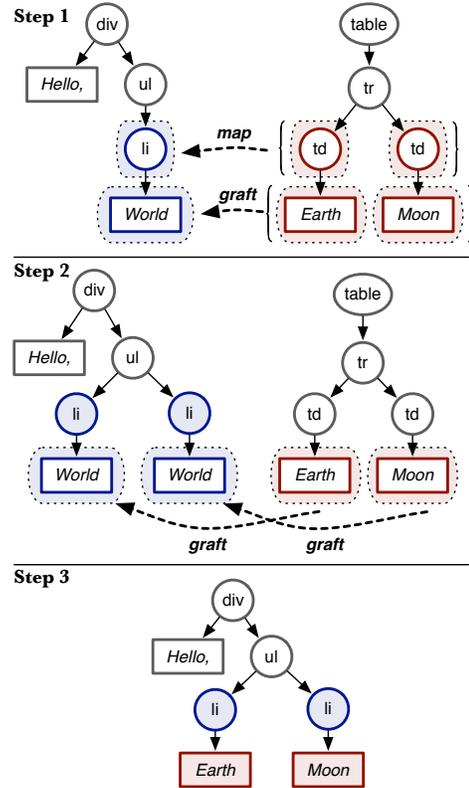 Step 1
div
table
Hello,
ul
tr
li
map
td
td
World
graft
Earth
Moon
Step 2
div
table
Hello,
ul
tr
li
li
td
td
World
World
Earth
Moon
graft
graft
Step 3
div
Hello,
ul
li
li
Earth
Moon